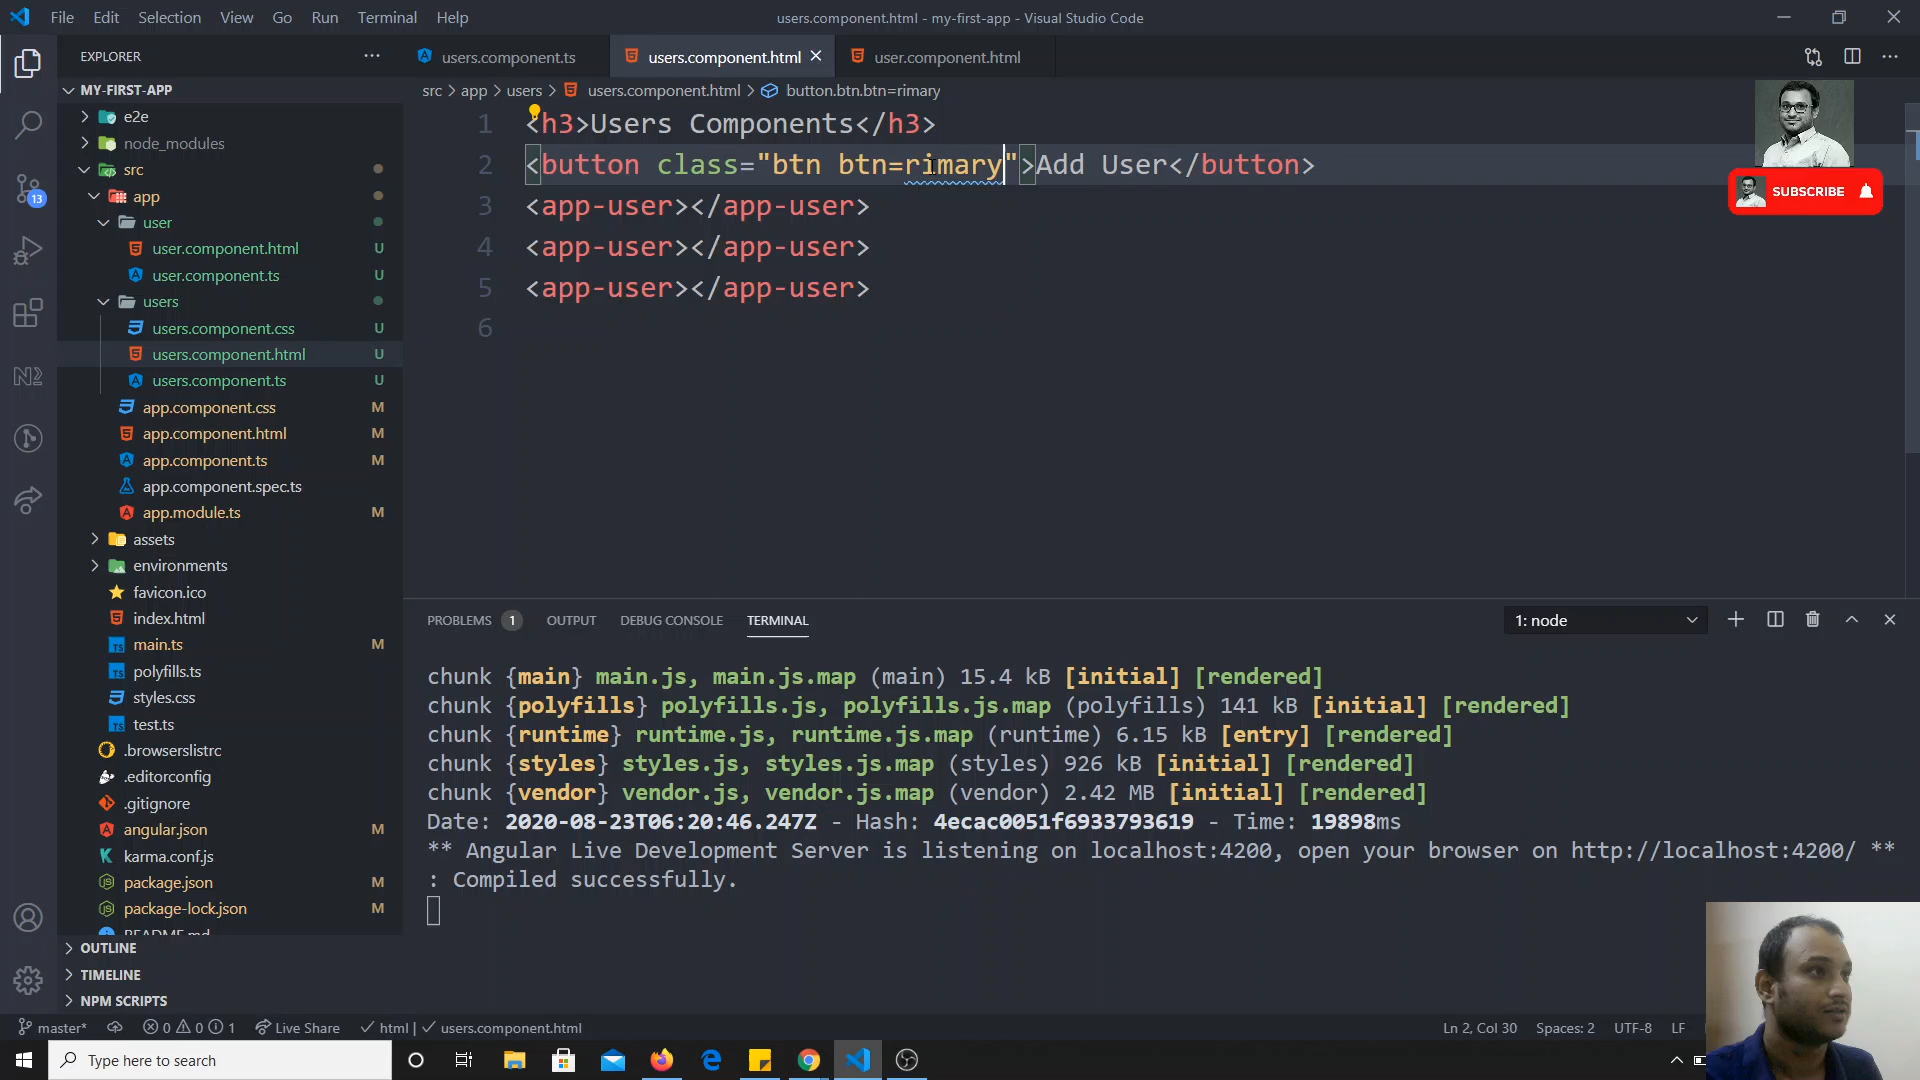 File Edit Selection View Go Run Terminal Help
users.component.html - my-first-app - Visual Studio Code
EXPLORER
users.component.ts
users.component.html
user.component.html
MY-FIRST-APP
src > app > users > users.component.html > button.btn.btn=rimary
e2e
node_modules
src
app
user
user.component.html U
user.component.ts U
users
users.component.css U
users.component.html U
users.component.ts U
app.component.css M
app.component.html M
app.component.ts M
app.component.spec.ts
app.module.ts M
assets
environments
favicon.ico
index.html
main.ts M
polyfills.ts
styles.css
test.ts
.browserslistrc
.editorconfig
.gitignore
angular.json M
karma.conf.js
package.json M
package-lock.json M
README.md
OUTLINE
TIMELINE
NPM SCRIPTS
13
1 <h3>Users Components</h3>
2 <button class="btn btn=rimary">Add User</button>
3 <app-user></app-user>
4 <app-user></app-user>
5 <app-user></app-user>
6
SUBSCRIBE
PROBLEMS 1 OUTPUT DEBUG CONSOLE TERMINAL
1: node
chunk {main} main.js, main.js.map (main) 15.4 kB [initial] [rendered]
chunk {polyfills} polyfills.js, polyfills.js.map (polyfills) 141 kB [initial] [rendered]
chunk {runtime} runtime.js, runtime.js.map (runtime) 6.15 kB [entry] [rendered]
chunk {styles} styles.js, styles.js.map (styles) 926 kB [initial] [rendered]
chunk {vendor} vendor.js, vendor.js.map (vendor) 2.42 MB [initial] [rendered]
Date: 2020-08-23T06:20:46.247Z - Hash: 4ecac0051f6933793619 - Time: 19898ms
** Angular Live Development Server is listening on localhost:4200, open your browser on http://localhost:4200/ **
: Compiled successfully.
master* 0 0 1 Live Share html | users.component.html
Ln 2, Col 30 Spaces: 2 UTF-8 LF
Type here to search